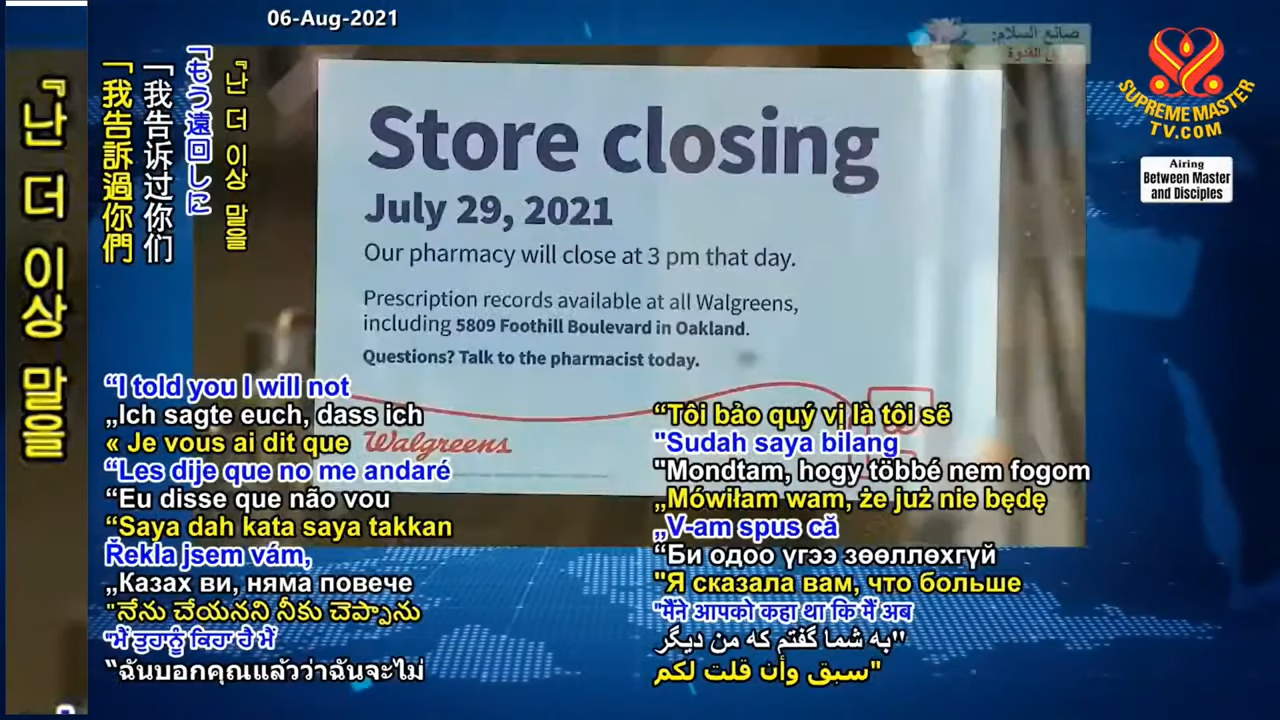 06-Aug-2021
『난 더 이상 말을
「我告訴過你們
「我告诉过你们
『もう遠回しに
『난 더 이상 말을
صانع السلام:
SUPREME MASTER
TV.COM
Airing
Between Master
and Disciples
Store closing
July 29, 2021
Our pharmacy will close at 3 pm that day.
Prescription records available at all Walgreens,
including 5809 Foothill Boulevard in Oakland.
Questions? Talk to the pharmacist today.
Walgreens
“I told you I will not
„Ich sagte euch, dass ich
« Je vous ai dit que
“Les dije que no me andaré
“Eu disse que não vou
“Saya dah kata saya takkan
Řekla jsem vám,
„Казах ви, няма повече
"నేను చేయనని నీకు చెప్పాను
"ਮੈਂ ਤੁਹਾਨੂੰ ਕਿਹਾ ਹੈ ਮੈਂ
“ฉันบอกคุณแล้วว่าฉันจะไม่
“Tôi bảo quý vị là tôi sẽ
"Sudah saya bilang
"Mondtam, hogy többé nem fogom
„Mówiłam wam, że już nie będę
„V-am spus că
“Би одоо үгээ зөөллөхгүй
"Я сказала вам, что больше
"मैंने आपको कहा था कि मैं अब
"به شما گفتم که من دیگر
"سبق وأن قلت لكم